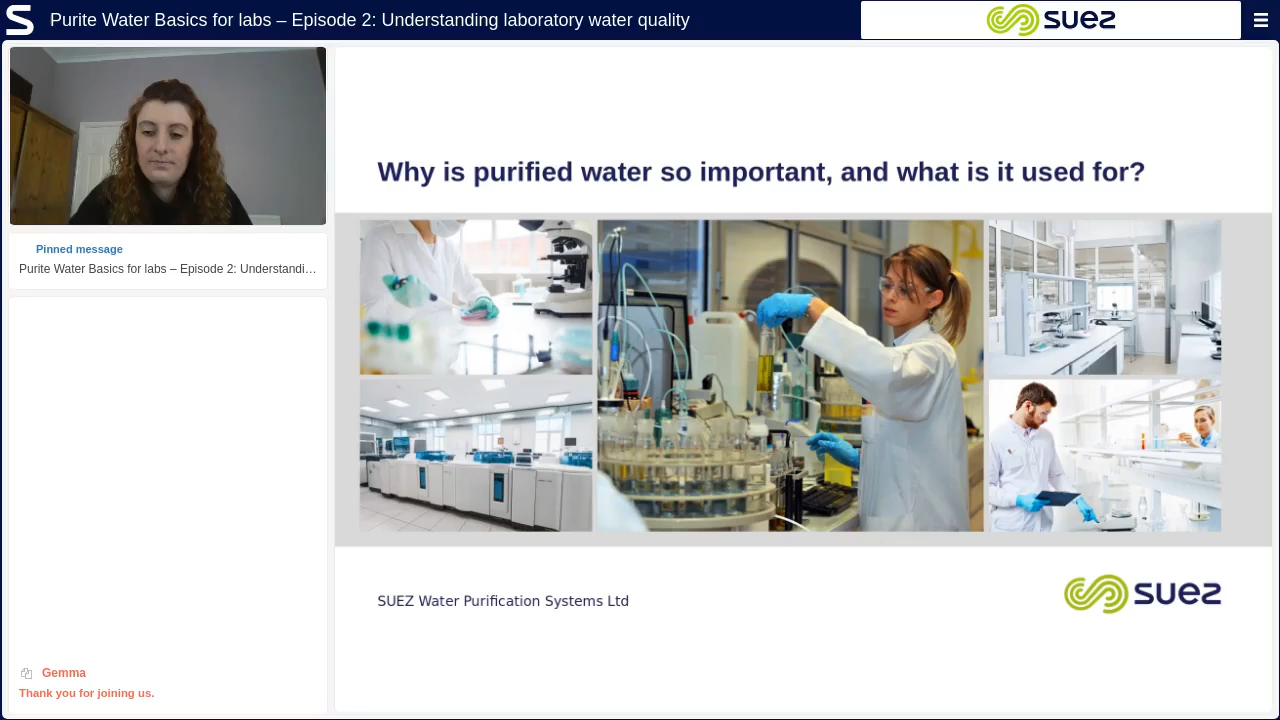 Purite Water Basics for labs – Episode 2: Understanding laboratory water quality
suez
Pinned message
Purite Water Basics for labs – Episode 2: Understandi…
Why is purified water so important, and what is it used for?
Gemma
Thank you for joining us.
SUEZ Water Purification Systems Ltd
suez